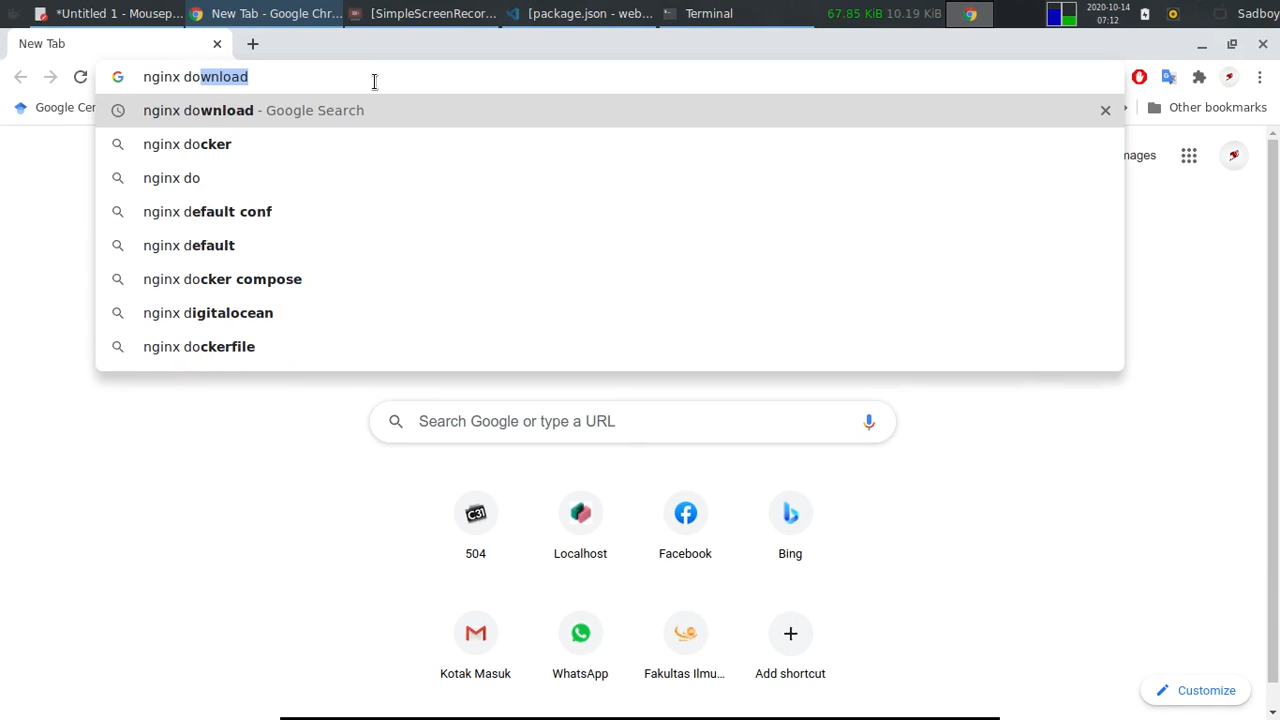 *Untitled 1 - Mousep...
New Tab - Google Chr...
[SimpleScreenRecor...
[package.json - web...
Terminal
67.85 KiB 10.19 KiB
2020-10-14
07:12
Sadboy
New Tab
nginx download
Google Cer
Other bookmarks
nginx download - Google Search
nginx docker
nginx do
nginx default conf
nginx default
nginx docker compose
nginx digitalocean
nginx dockerfile
mages
Search Google or type a URL
504
Localhost
Facebook
Bing
Kotak Masuk
WhatsApp
Fakultas Ilmu...
Add shortcut
Customize